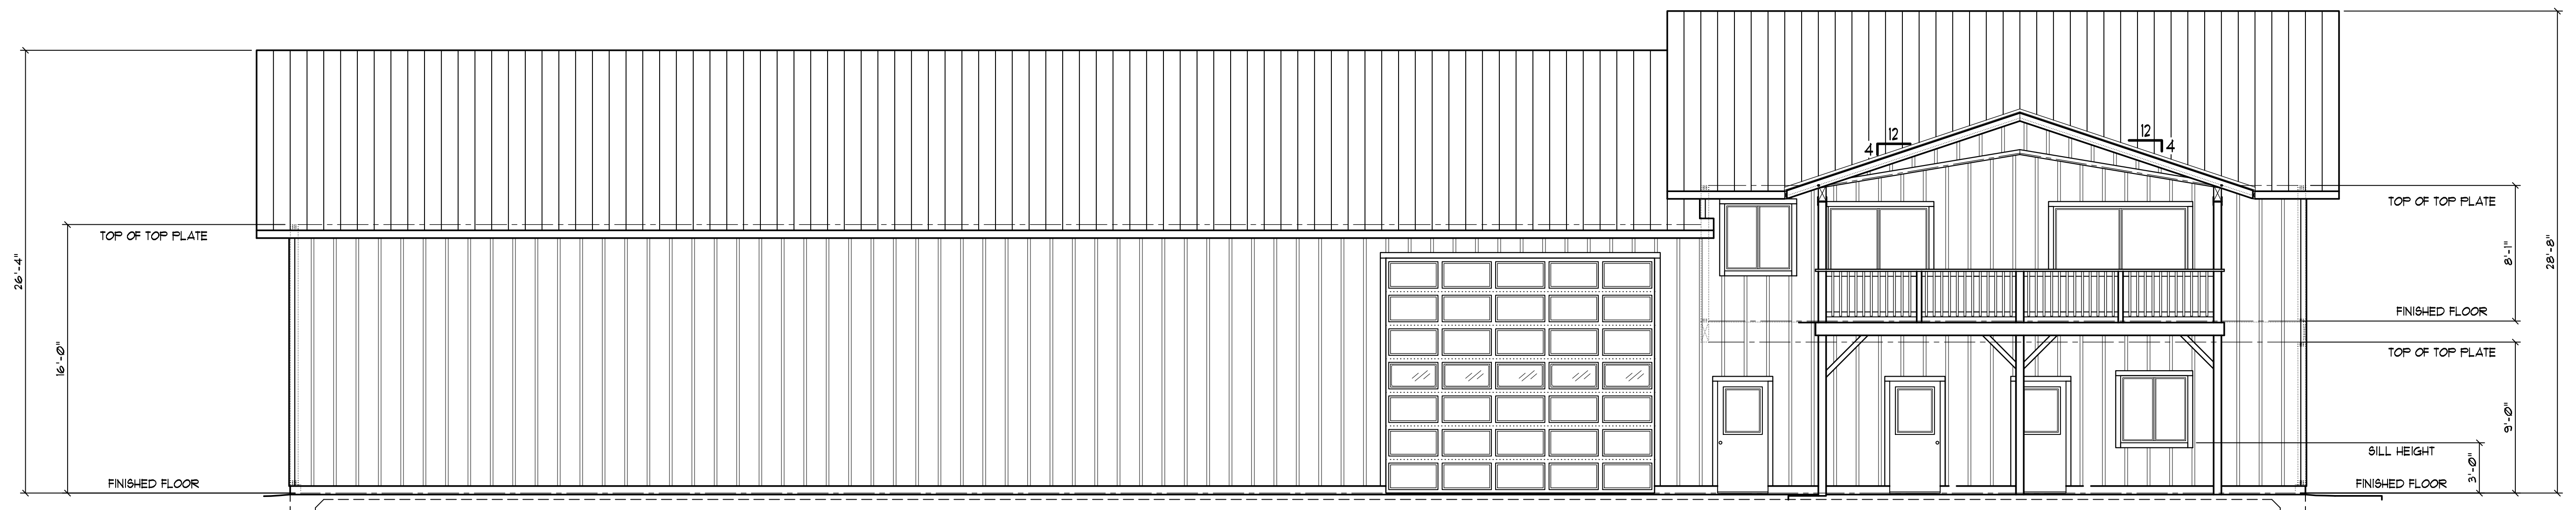 12
4
12
4
TOP OF TOP PLATE
TOP OF TOP PLATE
8'-1"
28'-8"
26'-4"
16'-0"
FINISHED FLOOR
TOP OF TOP PLATE
9'-0"
SILL HEIGHT
3'-0"
FINISHED FLOOR
FINISHED FLOOR